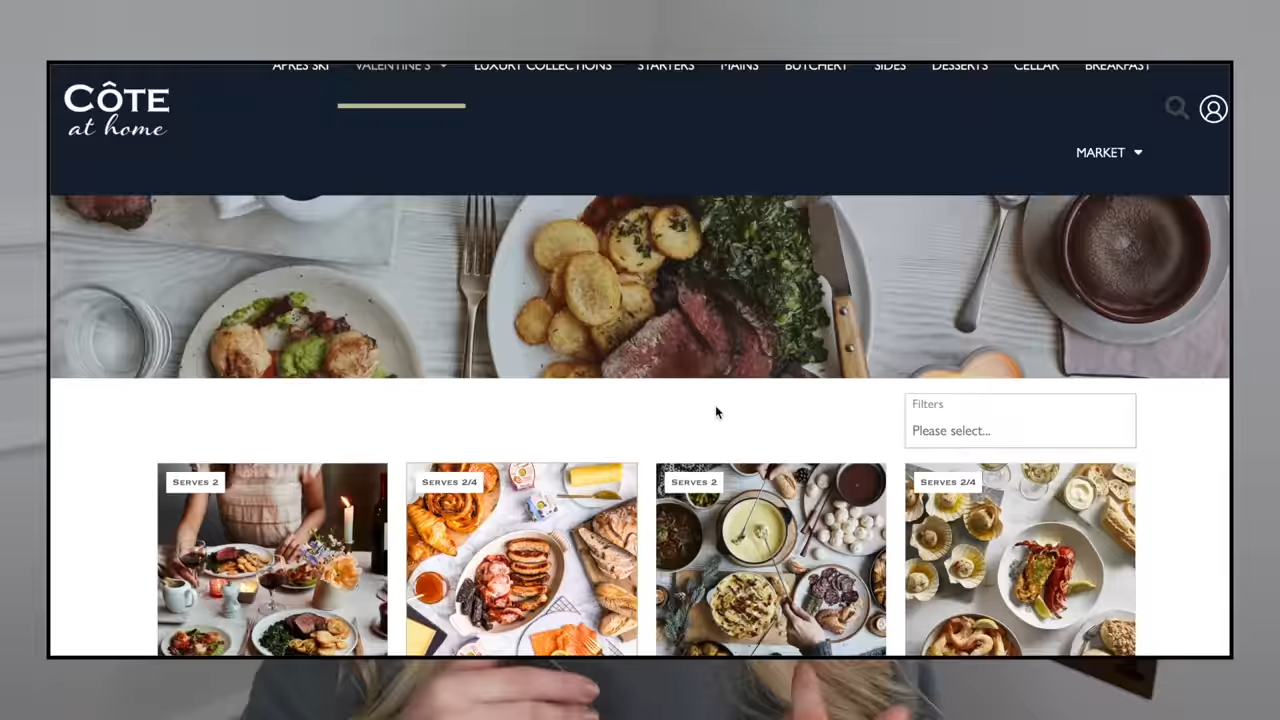 APRÈS SKI VALENTINE'S LUXURY COLLECTIONS STARTERS MAINS BUTCHERY SIDES DESSERTS CELLAR BREAKFAST
CÔTE
at home
MARKET
Filters
Please select...
SERVES 2 SERVES 2/4 SERVES 2 SERVES 2/4